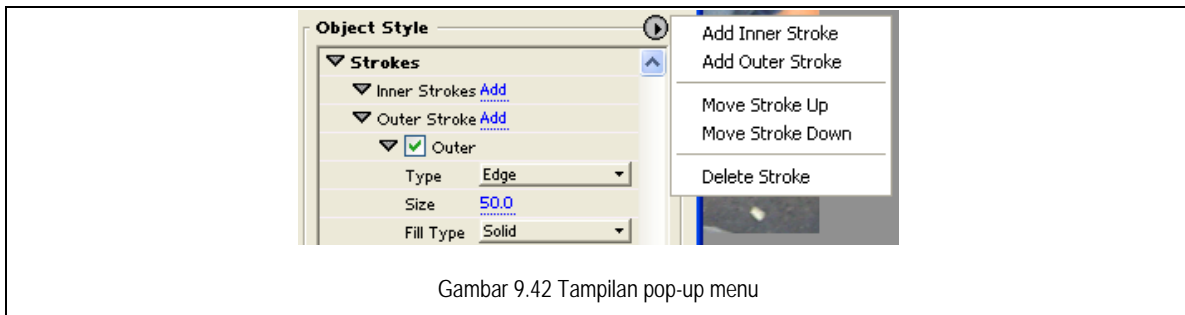 Object Style
Strokes
Inner Strokes Add
Outer Stroke Add
Outer
Type Edge
Size 50.0
Fill Type Solid
Add Inner Stroke
Add Outer Stroke
Move Stroke Up
Move Stroke Down
Delete Stroke
Gambar 9.42 Tampilan pop-up menu